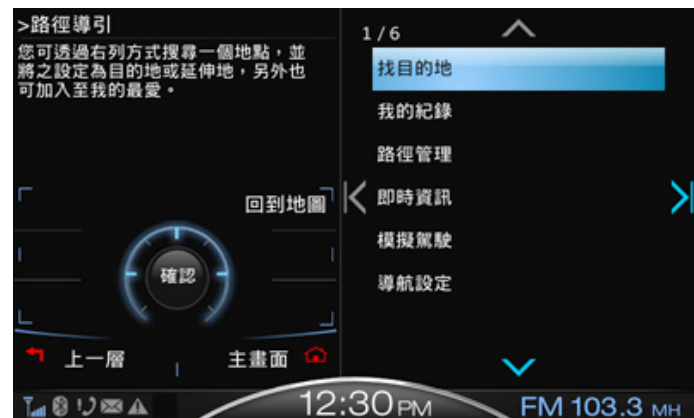 >路徑導引
您可透過右列方式搜尋一個地點，並
將之設定為目的地或延伸地，另外也
可加入至我的最愛。
回到地圖
確認
上一層
主畫面
1/6
找目的地
我的紀錄
路徑管理
即時資訊
模擬駕駛
導航設定
12:30 PM
FM 103.3 MH